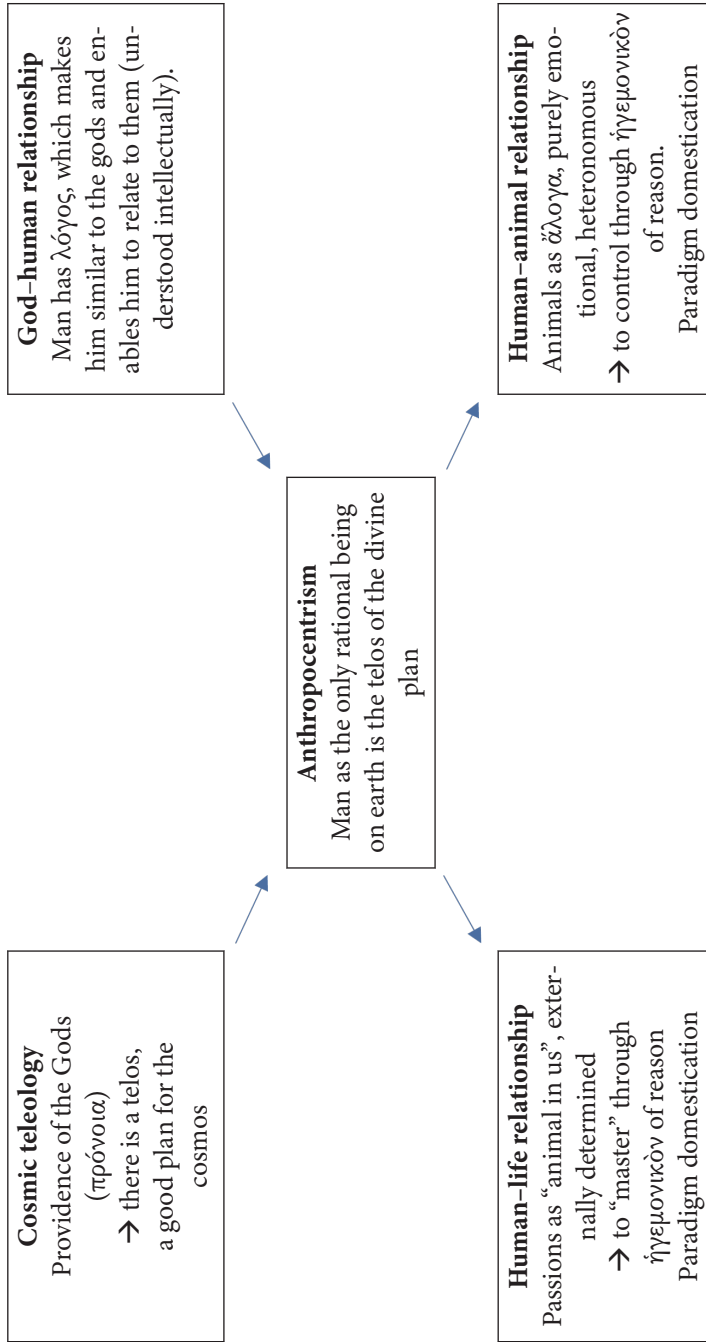 Cosmic teleology
Providence of the Gods
(πρόνοια)
→ there is a telos,
a good plan for the
cosmos
God–human relationship
Man has λόγος, which makes
him similar to the gods and en-
ables him to relate to them (un-
derstood intellectually).
Anthropocentrism
Man as the only rational being
on earth is the telos of the divine
plan
Human–life relationship
Passions as “animal in us”, exter-
nally determined
→ to “master” through
ἡγεμονικὸν of reason
Paradigm domestication
Human–animal relationship
Animals as ἄλογα, purely emo-
tional, heteronomous
→ to control through ἡγεμονικὸν
of reason.
Paradigm domestication